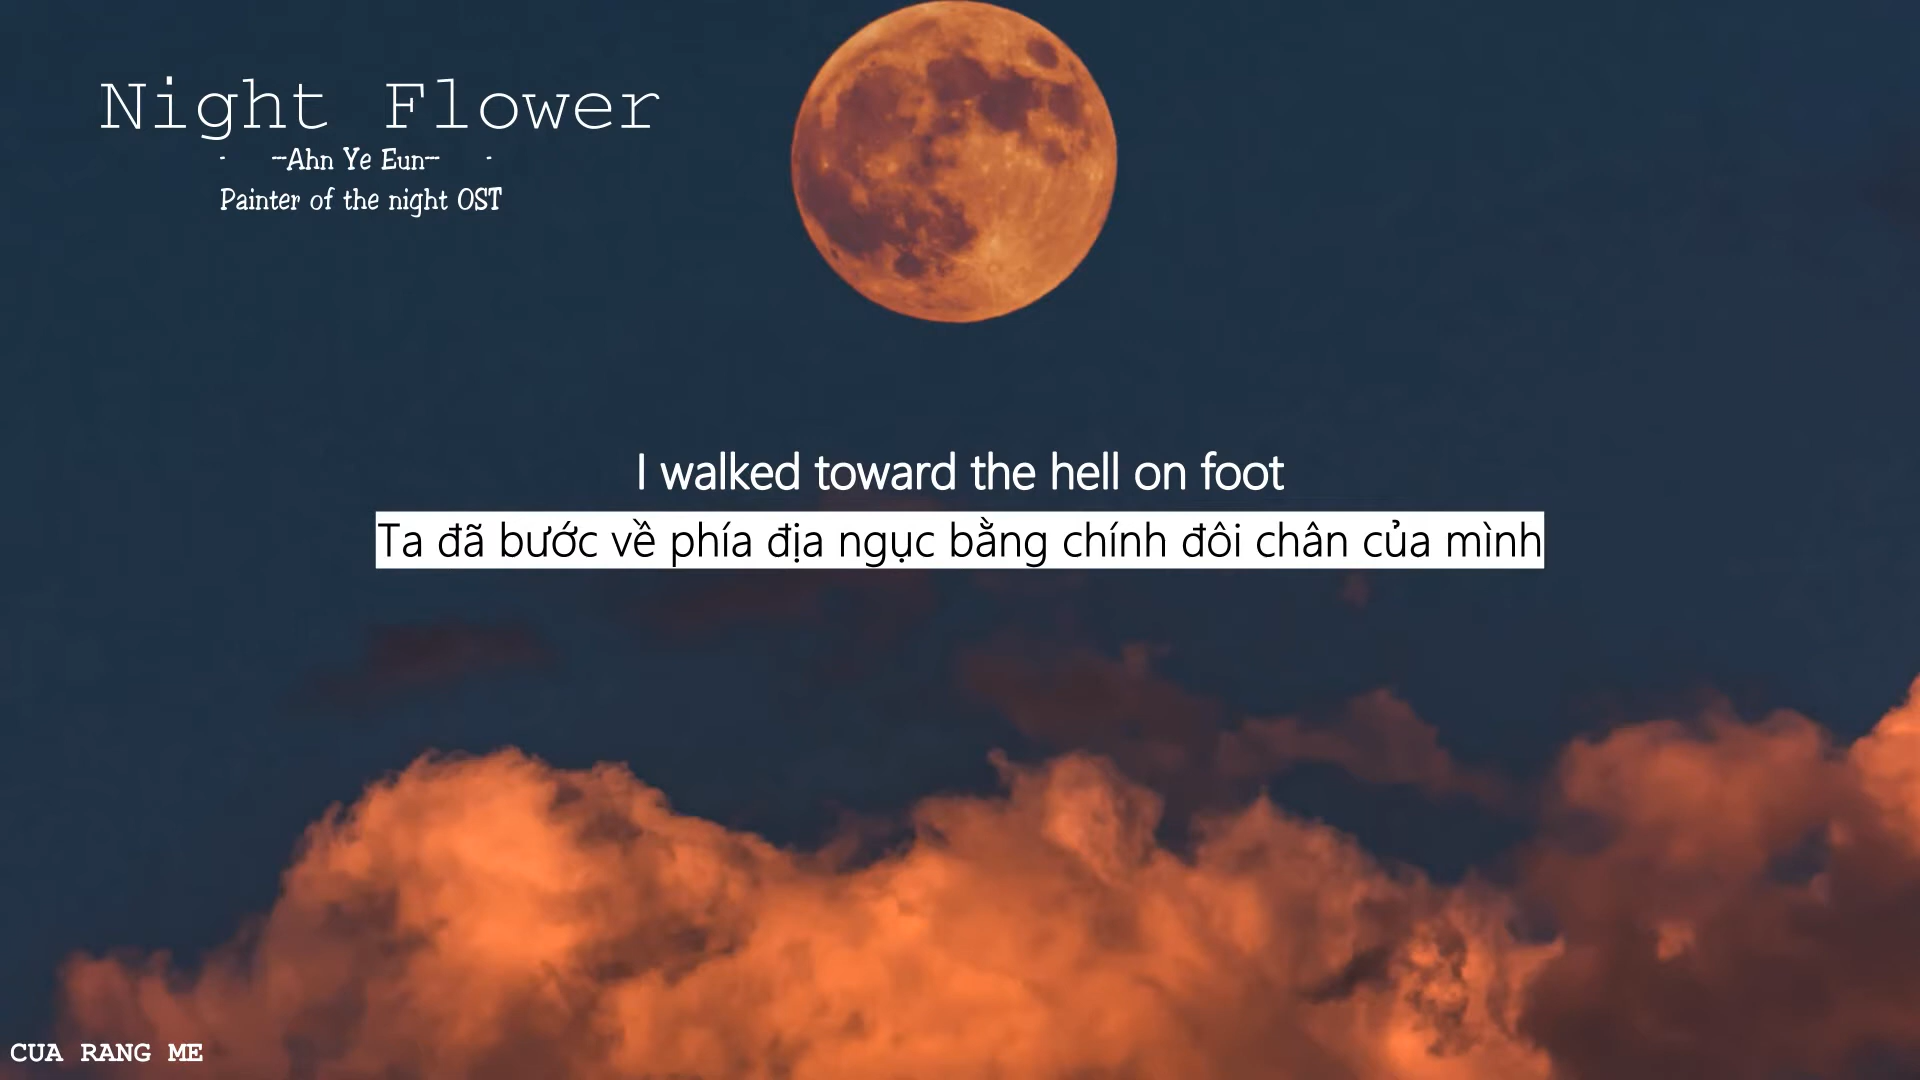 Night Flower
- --Ahn Ye Eun-- -
Painter of the night OST
I walked toward the hell on foot
Ta đã bước về phía địa ngục bằng chính đôi chân của mình
CUA RANG ME